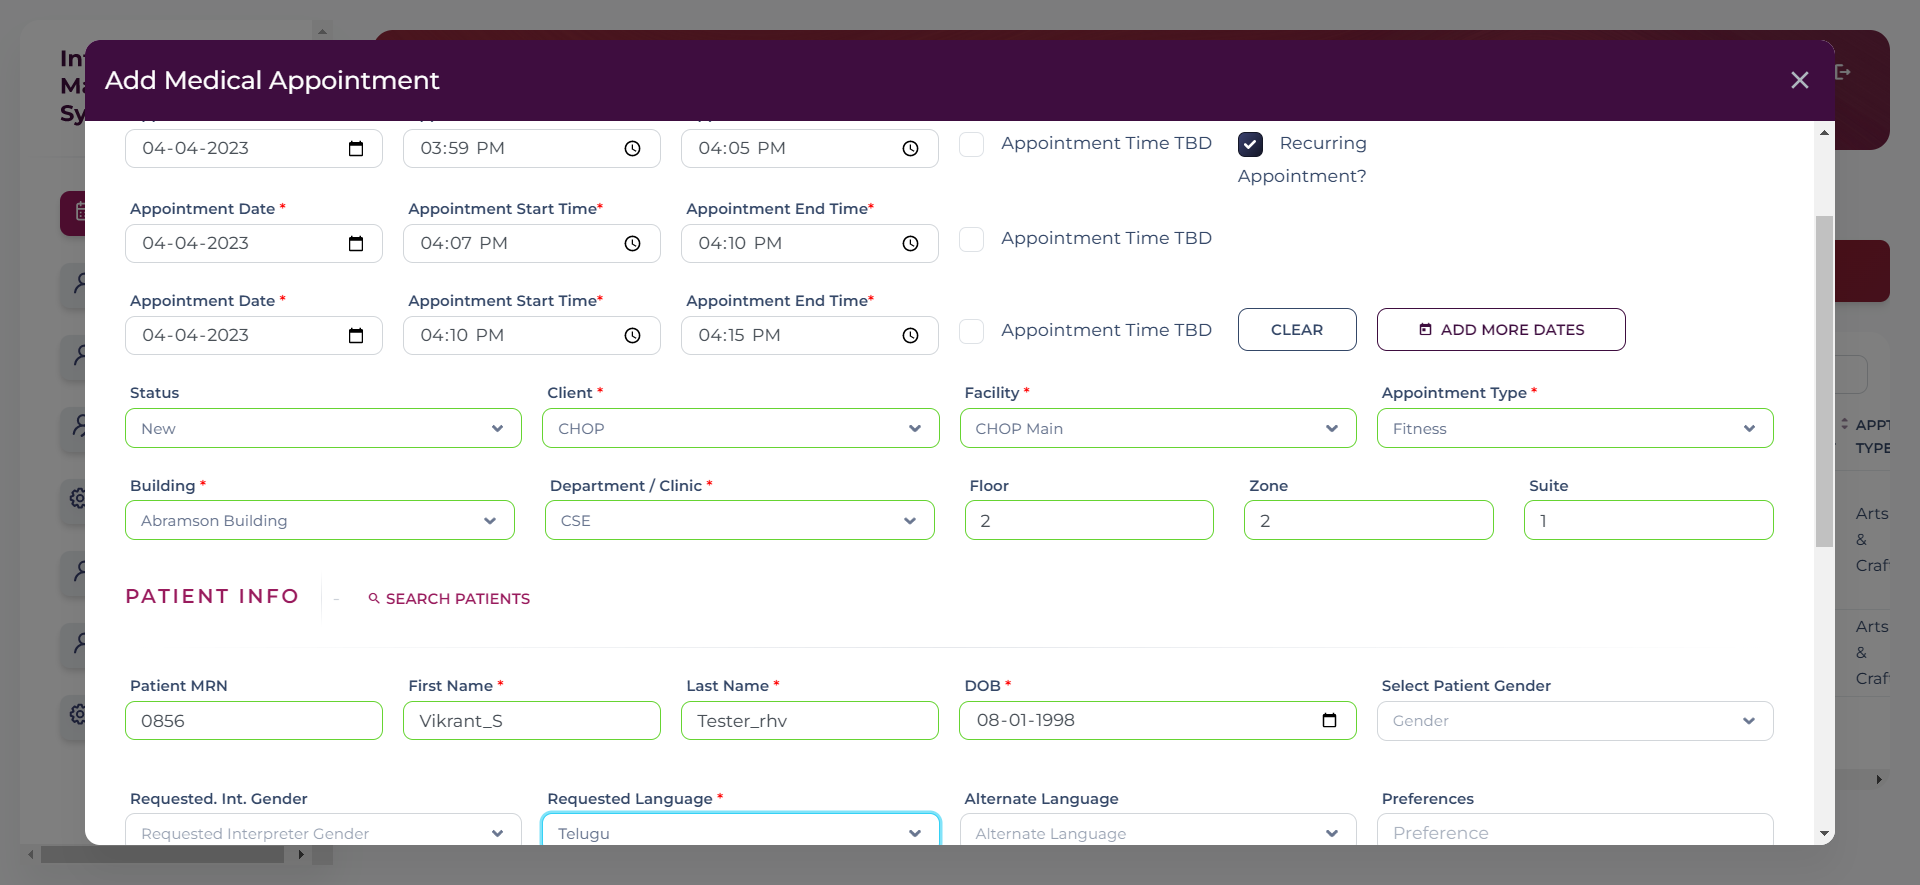 Add Medical Appointment
04-04-2023 03:59 PM 04:05 PM Appointment Time TBD Recurring
Appointment?
Appointment Date * Appointment Start Time* Appointment End Time*
04-04-2023 04:07 PM 04:10 PM Appointment Time TBD
Appointment Date * Appointment Start Time* Appointment End Time*
04-04-2023 04:10 PM 04:15 PM Appointment Time TBD CLEAR ADD MORE DATES
Status Client * Facility * Appointment Type *
New CHOP CHOP Main Fitness
Building * Department / Clinic * Floor Zone Suite
Abramson Building CSE 2 2 1
PATIENT INFO - SEARCH PATIENTS
Patient MRN First Name * Last Name * DOB * Select Patient Gender
0856 Vikrant_S Tester_rhv 08-01-1998 Gender
Requested. Int. Gender Requested Language * Alternate Language Preferences
Requested Interpreter Gender Telugu Alternate Language Preference
TYPE
Arts
&
Arts
&